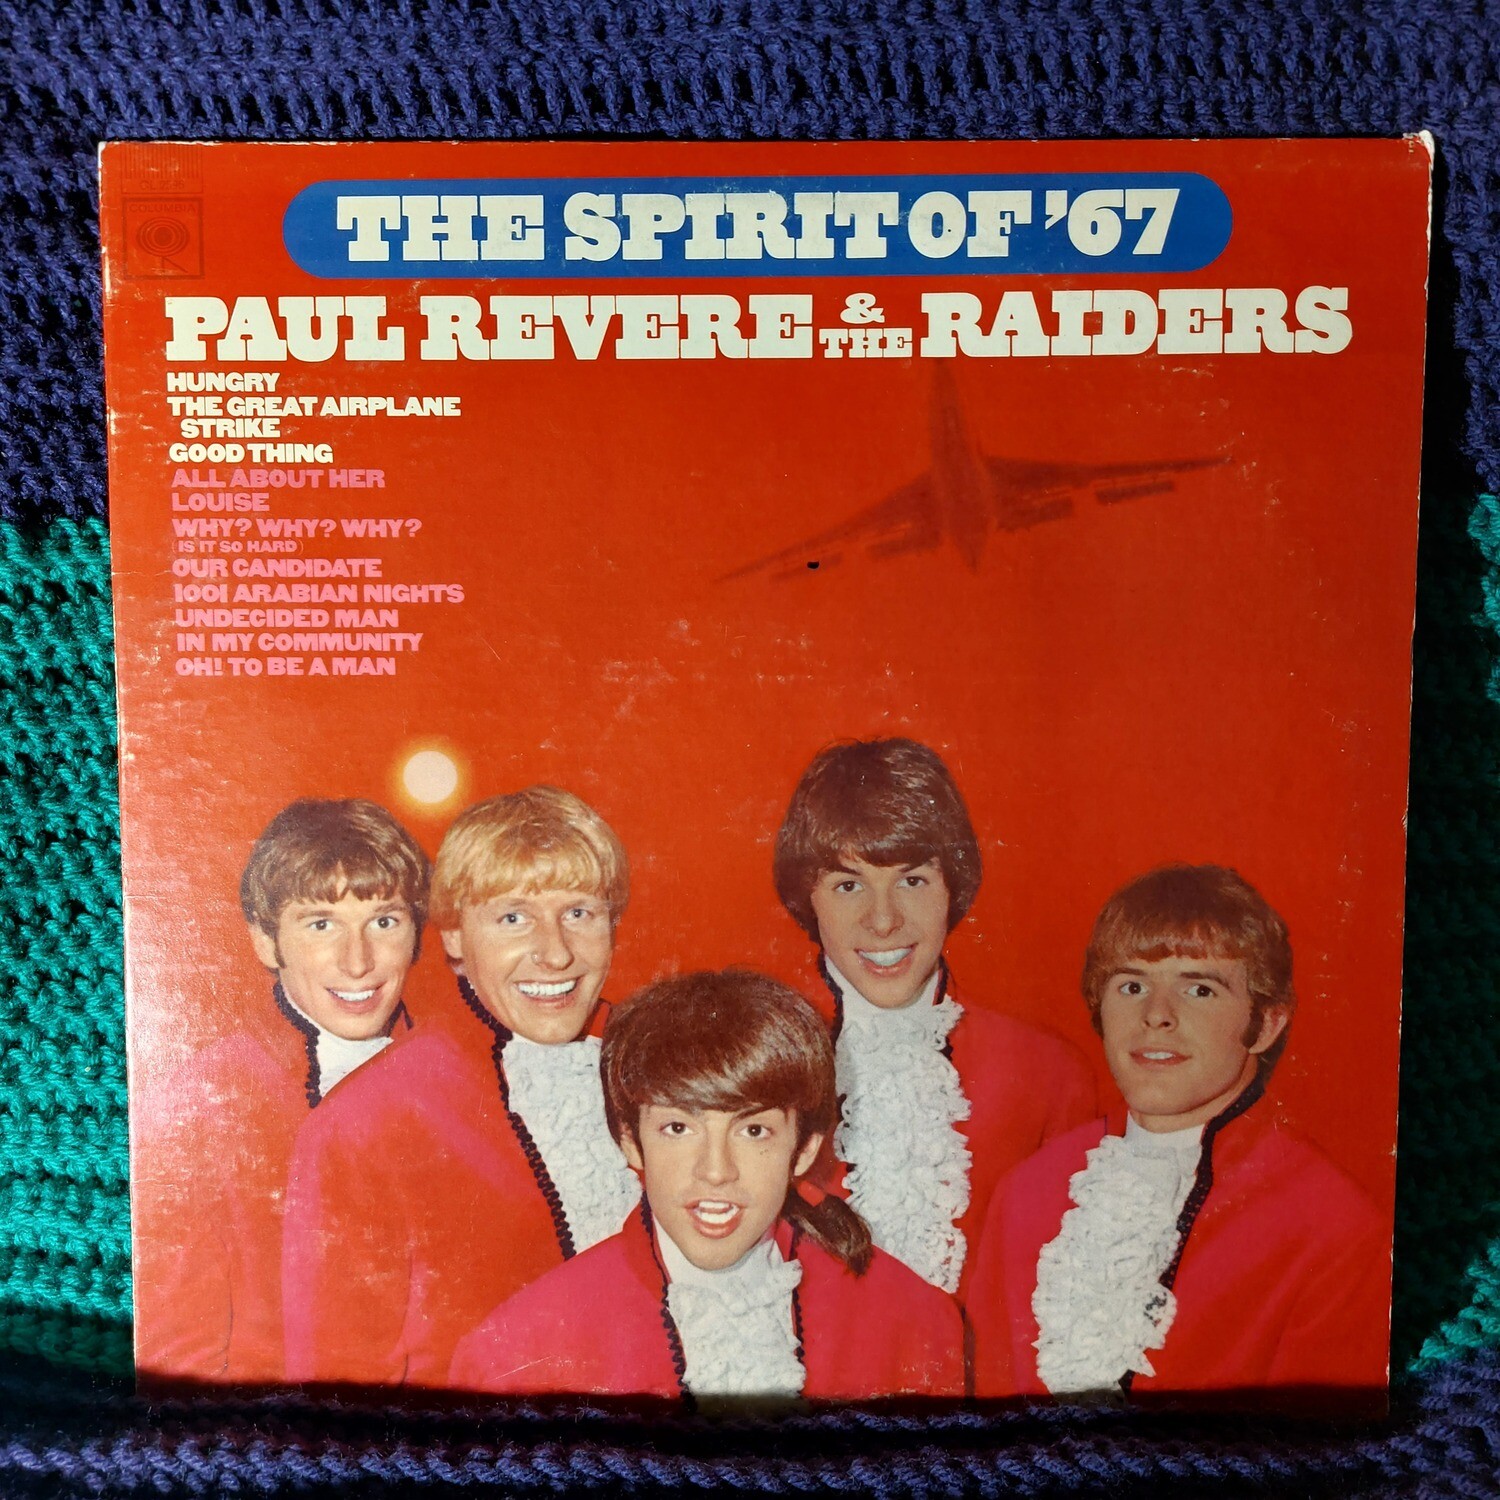 COLUMBIA
THE SPIRIT OF '67
PAUL REVERE & THE RAIDERS
HUNGRY
THE GREAT AIRPLANE
STRIKE
GOOD THING
ALL ABOUT HER
LOUISE
WHY? WHY? WHY?
(IS IT SO HARD)
OUR CANDIDATE
1001 ARABIAN NIGHTS
UNDECIDED MAN
IN MY COMMUNITY
OH! TO BE A MAN